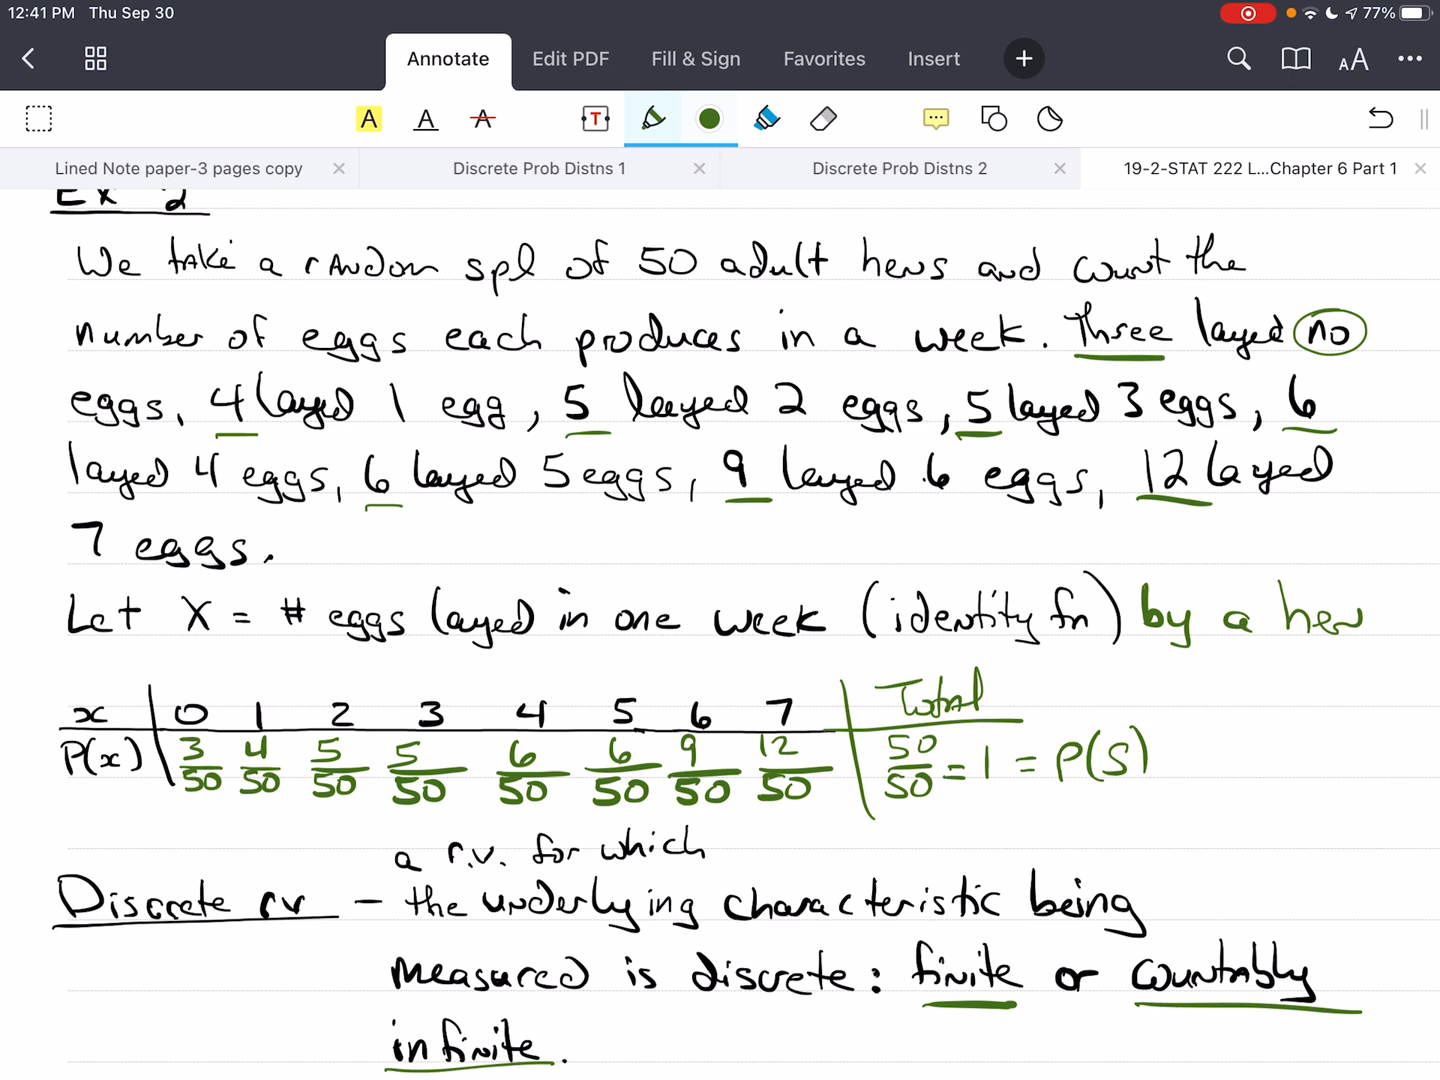 12:41 PM Thu Sep 30 77%
Annotate Edit PDF Fill & Sign Favorites Insert + AA
A A A T
Lined Note paper-3 pages copy × Discrete Prob Distns 1 × Discrete Prob Distns 2 × 19-2-STAT 222 L...Chapter 6 Part 1 ×
Ex 2
We take a random spl of 50 adult hens and count the
number of eggs each produces in a week. Three layed no
eggs, 4 layed 1 egg, 5 layed 2 eggs, 5 layed 3 eggs, 6
layed 4 eggs, 6 layed 5 eggs, 9 layed 6 eggs, 12 layed
7 eggs.
Let X = # eggs layed in one week (identity fn) by a hen
x 0 1 2 3 4 5 6 7 Total
P(x) 3/50 4/50 5/50 5/50 6/50 6/50 9/50 12/50 50/50 = 1 = P(S)
a r.v. for which
Discrete rv – the underlying characteristic being
measured is discrete: finite or countably
infinite.